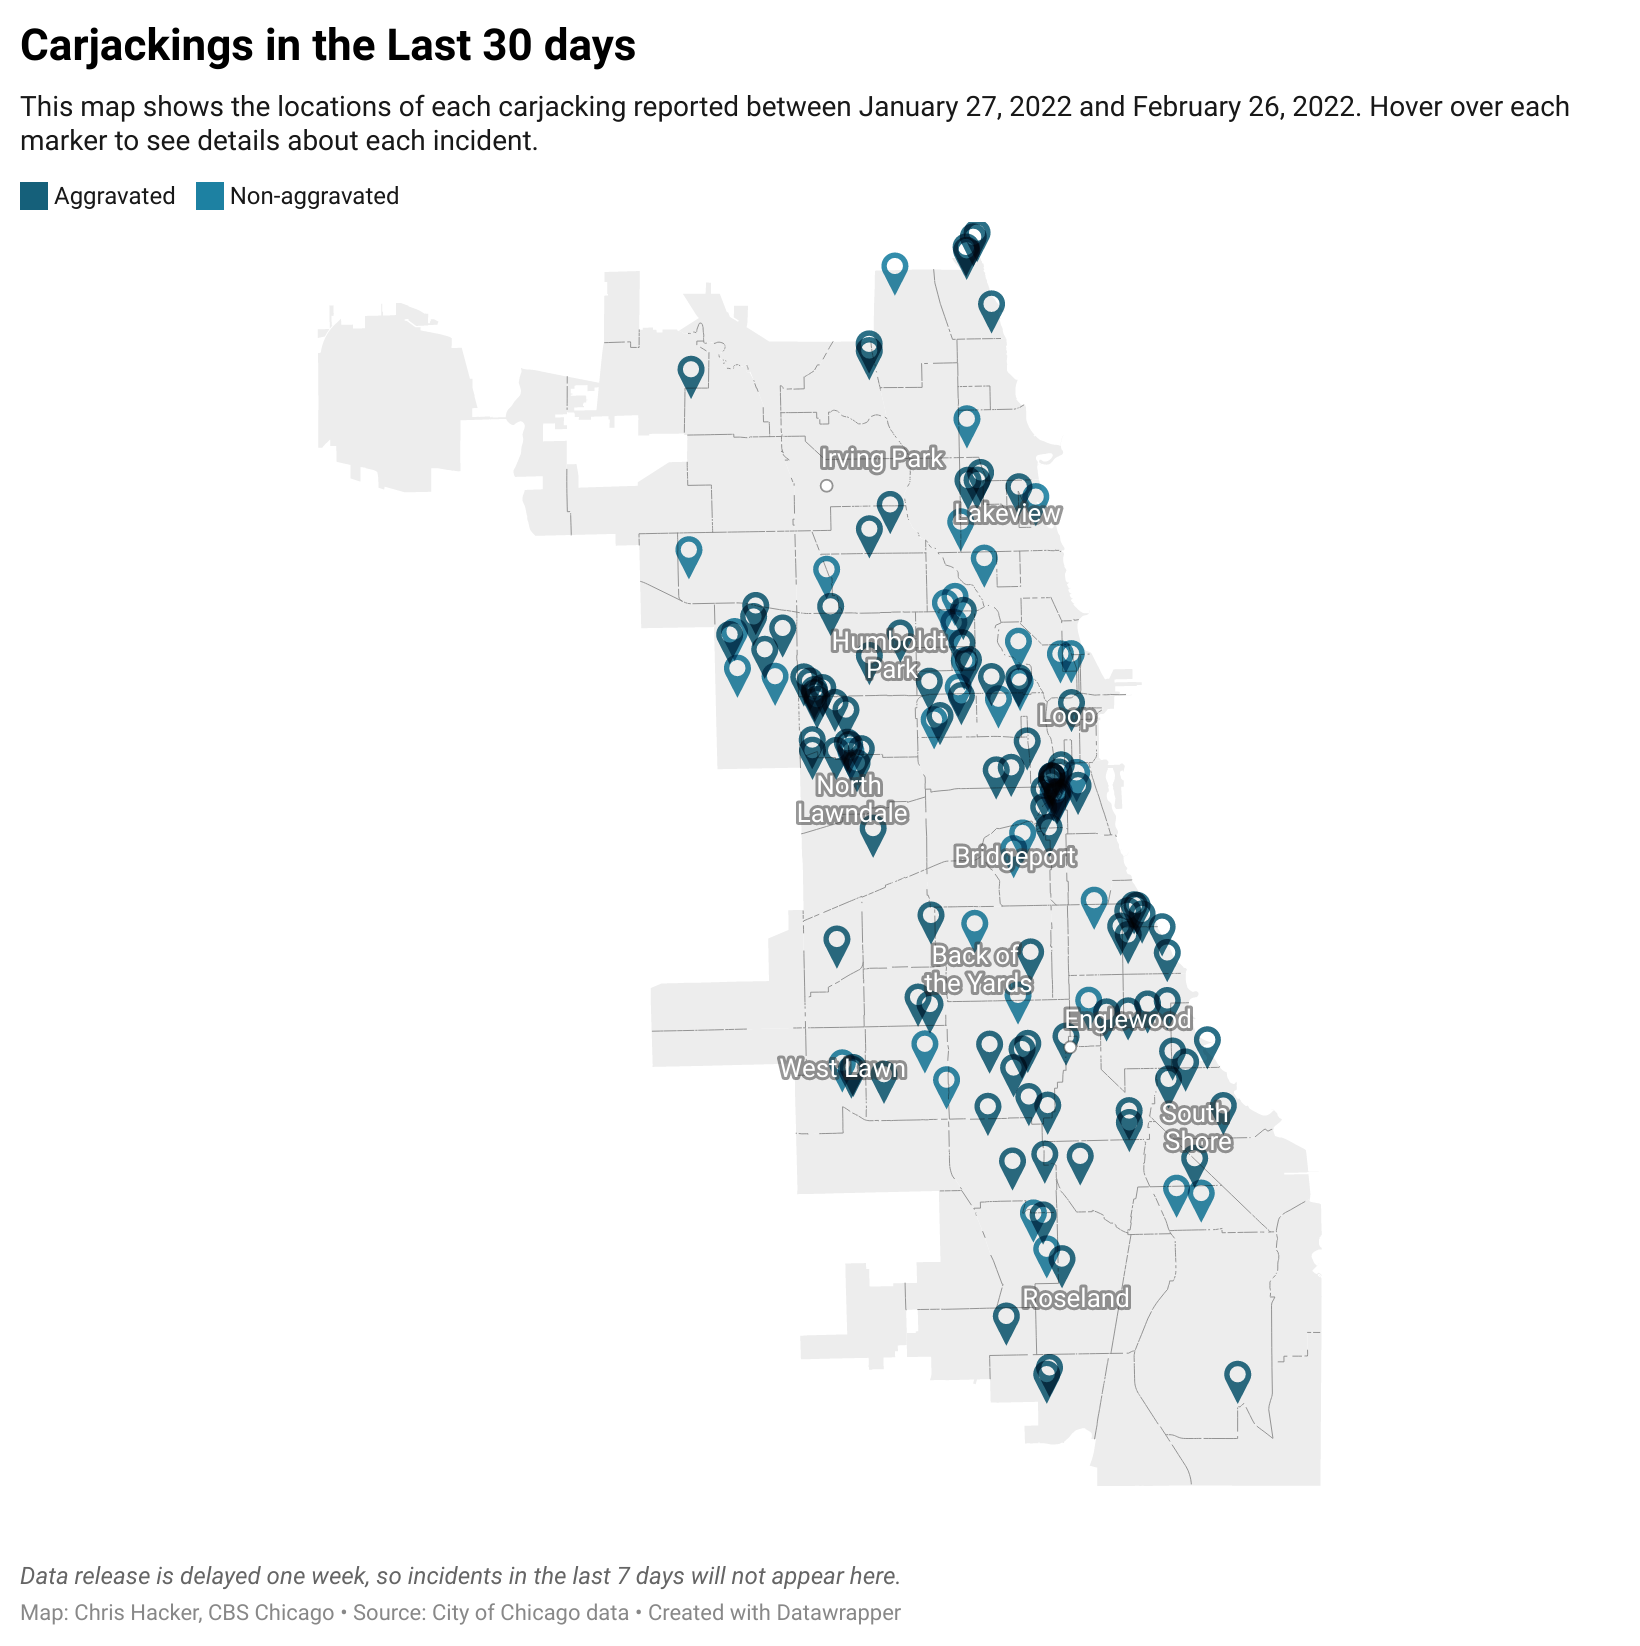 Carjackings in the Last 30 days
This map shows the locations of each carjacking reported between January 27, 2022 and February 26, 2022. Hover over each
marker to see details about each incident.
Aggravated Non-aggravated
Irving Park
Lakeview
Humboldt
Park
Loop
North
Lawndale
Bridgeport
Back of
the Yards
Englewood
West Lawn
South
Shore
Roseland
Data release is delayed one week, so incidents in the last 7 days will not appear here.
Map: Chris Hacker, CBS Chicago • Source: City of Chicago data • Created with Datawrapper